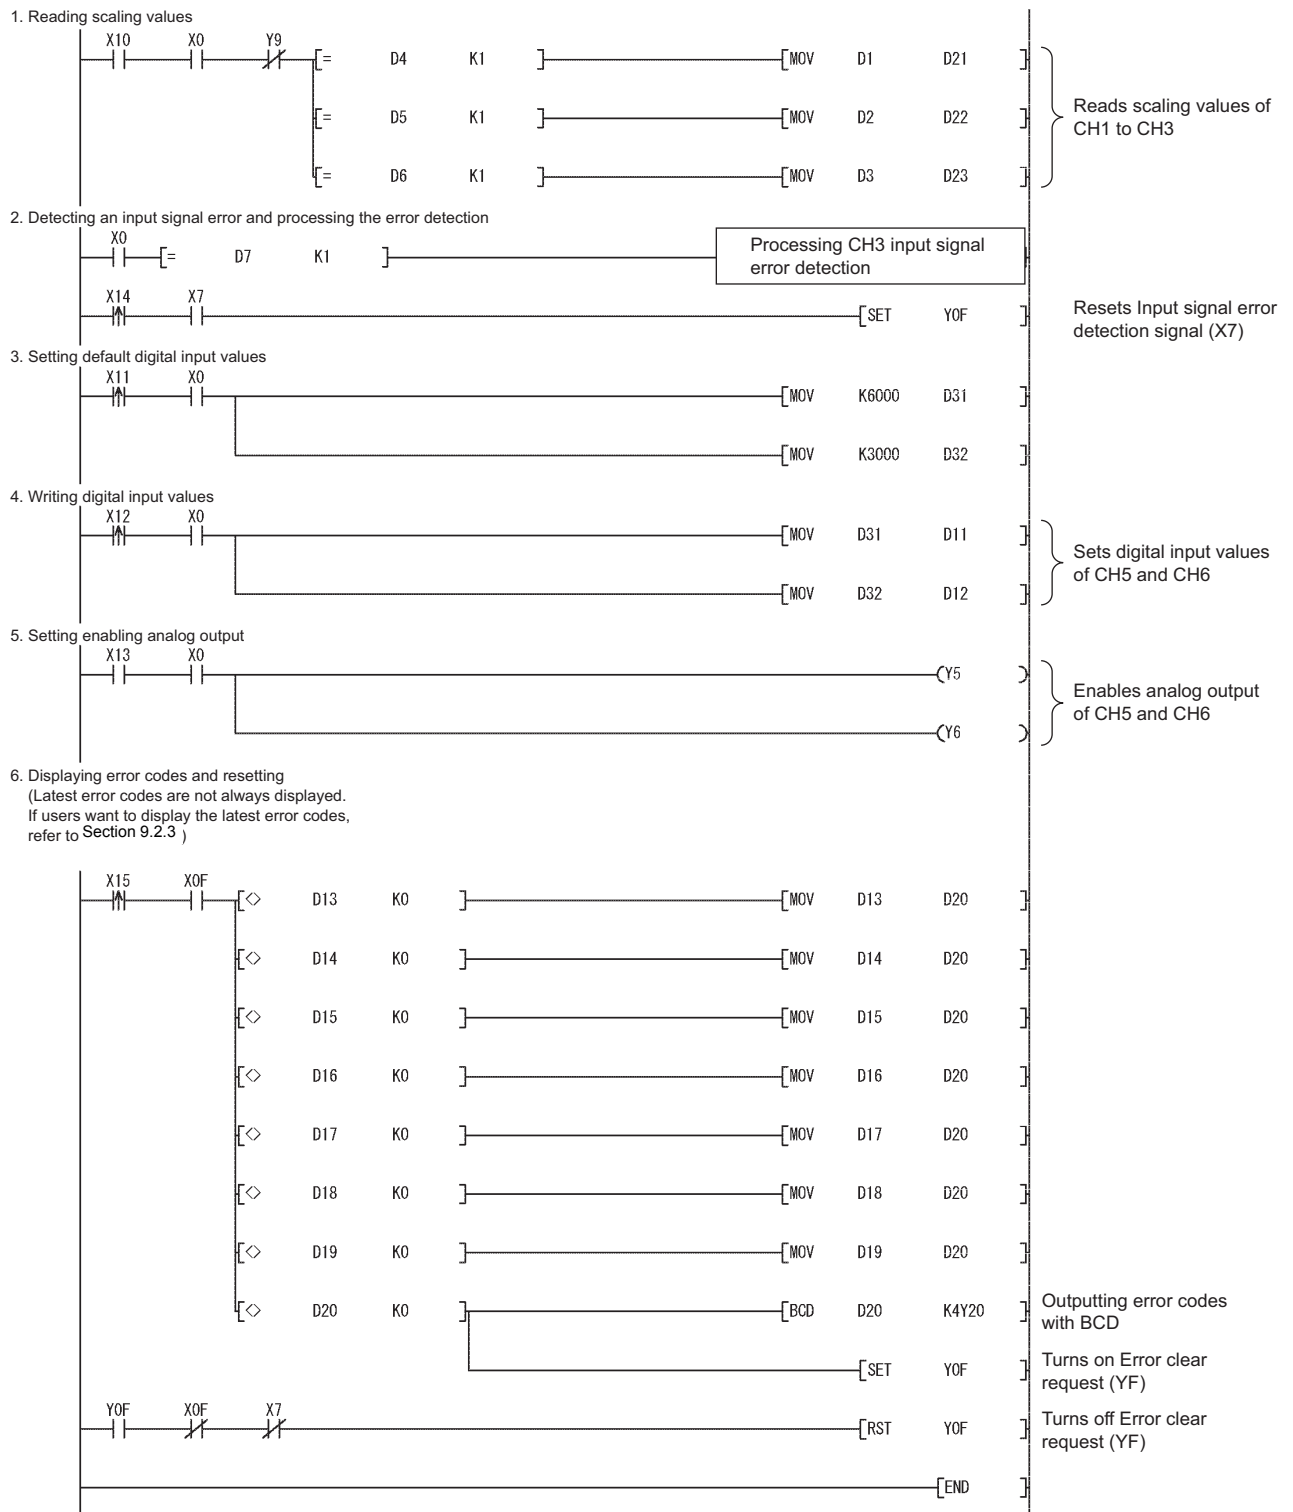 1. Reading scaling values
X10 X0 Y9
[= D4 K1 ] [MOV D1 D21 ]
[= D5 K1 ] [MOV D2 D22 ]
Reads scaling values of
CH1 to CH3
[= D6 K1 ] [MOV D3 D23 ]
2. Detecting an input signal error and processing the error detection
X0
[= D7 K1 ]
Processing CH3 input signal
error detection
X14 X7
[SET Y0F ]
Resets Input signal error
detection signal (X7)
3. Setting default digital input values
X11 X0
[MOV K6000 D31 ]
[MOV K3000 D32 ]
4. Writing digital input values
X12 X0
[MOV D31 D11 ]
Sets digital input values
of CH5 and CH6
[MOV D32 D12 ]
5. Setting enabling analog output
X13 X0
(Y5 )
Enables analog output
of CH5 and CH6
(Y6 )
6. Displaying error codes and resetting
(Latest error codes are not always displayed.
If users want to display the latest error codes,
refer to Section 9.2.3 )
X15 X0F
[<> D13 K0 ] [MOV D13 D20 ]
[<> D14 K0 ] [MOV D14 D20 ]
[<> D15 K0 ] [MOV D15 D20 ]
[<> D16 K0 ] [MOV D16 D20 ]
[<> D17 K0 ] [MOV D17 D20 ]
[<> D18 K0 ] [MOV D18 D20 ]
[<> D19 K0 ] [MOV D19 D20 ]
[<> D20 K0 ] [BCD D20 K4Y20 ]
Outputting error codes
with BCD
[SET Y0F ]
Turns on Error clear
request (YF)
Y0F X0F X7
[RST Y0F ]
Turns off Error clear
request (YF)
[END ]